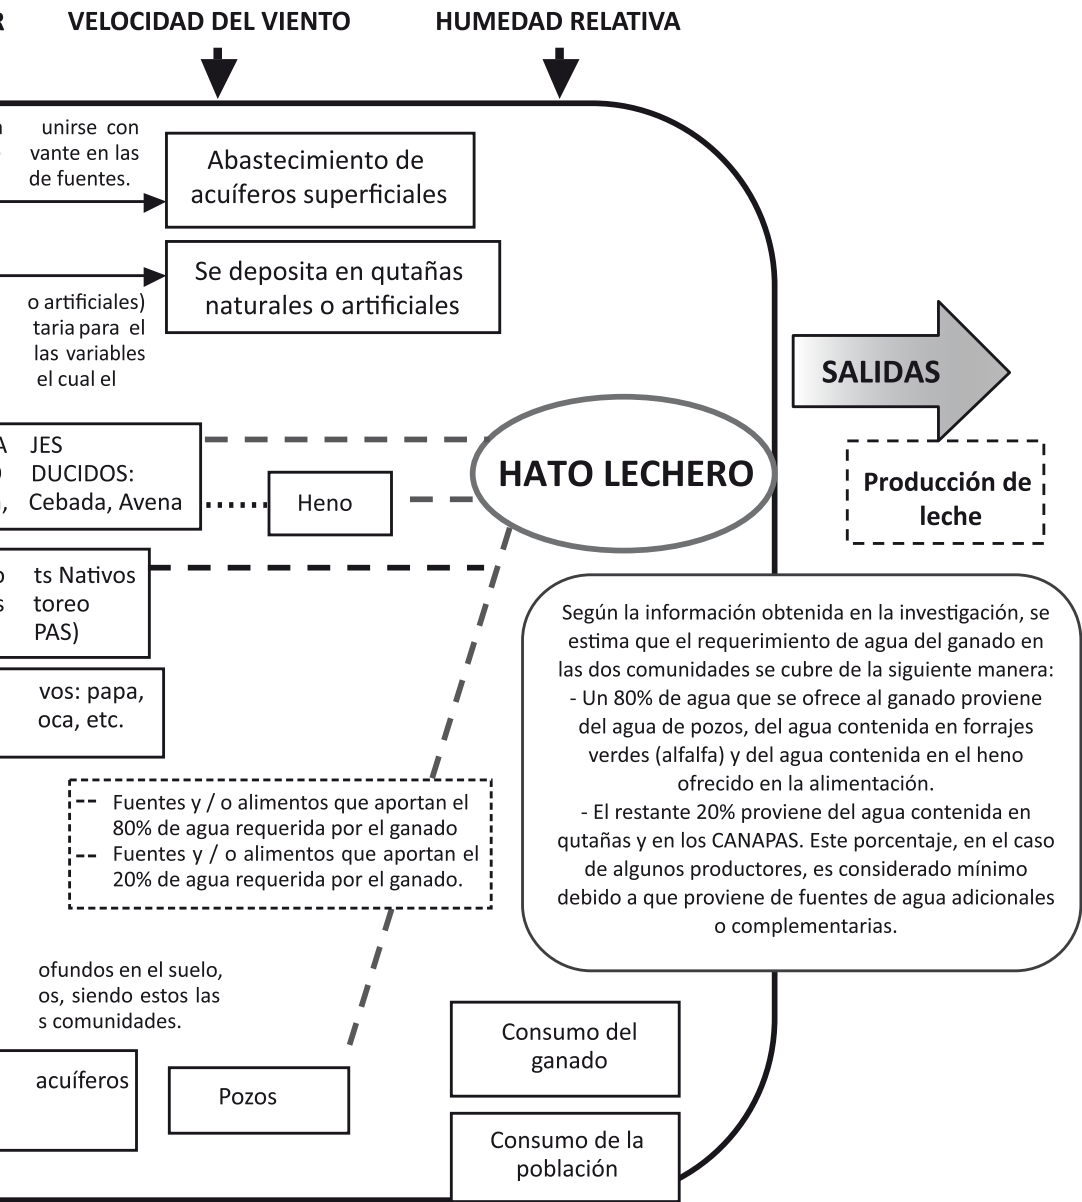 R
VELOCIDAD DEL VIENTO
HUMEDAD RELATIVA
unirse con
vante en las
de fuentes.
Abastecimiento de
acuíferos superficiales
Se deposita en qutañas
naturales o artificiales
o artificiales)
taria para el
las variables
el cual el
SALIDAS
Producción de
leche
HATO LECHERO
A JES
DUCIDOS:
Cebada, Avena
Heno
ts Nativos
s toreo
PAS)
vos: papa,
oca, etc.
Según la información obtenida en la investigación, se
estima que el requerimiento de agua del ganado en
las dos comunidades se cubre de la siguiente manera:
- Un 80% de agua que se ofrece al ganado proviene
del agua de pozos, del agua contenida en forrajes
verdes (alfalfa) y del agua contenida en el heno
ofrecido en la alimentación.
- El restante 20% proviene del agua contenida en
qutañas y en los CANAPAS. Este porcentaje, en el caso
de algunos productores, es considerado mínimo
debido a que proviene de fuentes de agua adicionales
o complementarias.
-- Fuentes y / o alimentos que aportan el
80% de agua requerida por el ganado
-- Fuentes y / o alimentos que aportan el
20% de agua requerida por el ganado.
ofundos en el suelo,
os, siendo estos las
s comunidades.
acuíferos
Pozos
Consumo del
ganado
Consumo de la
población